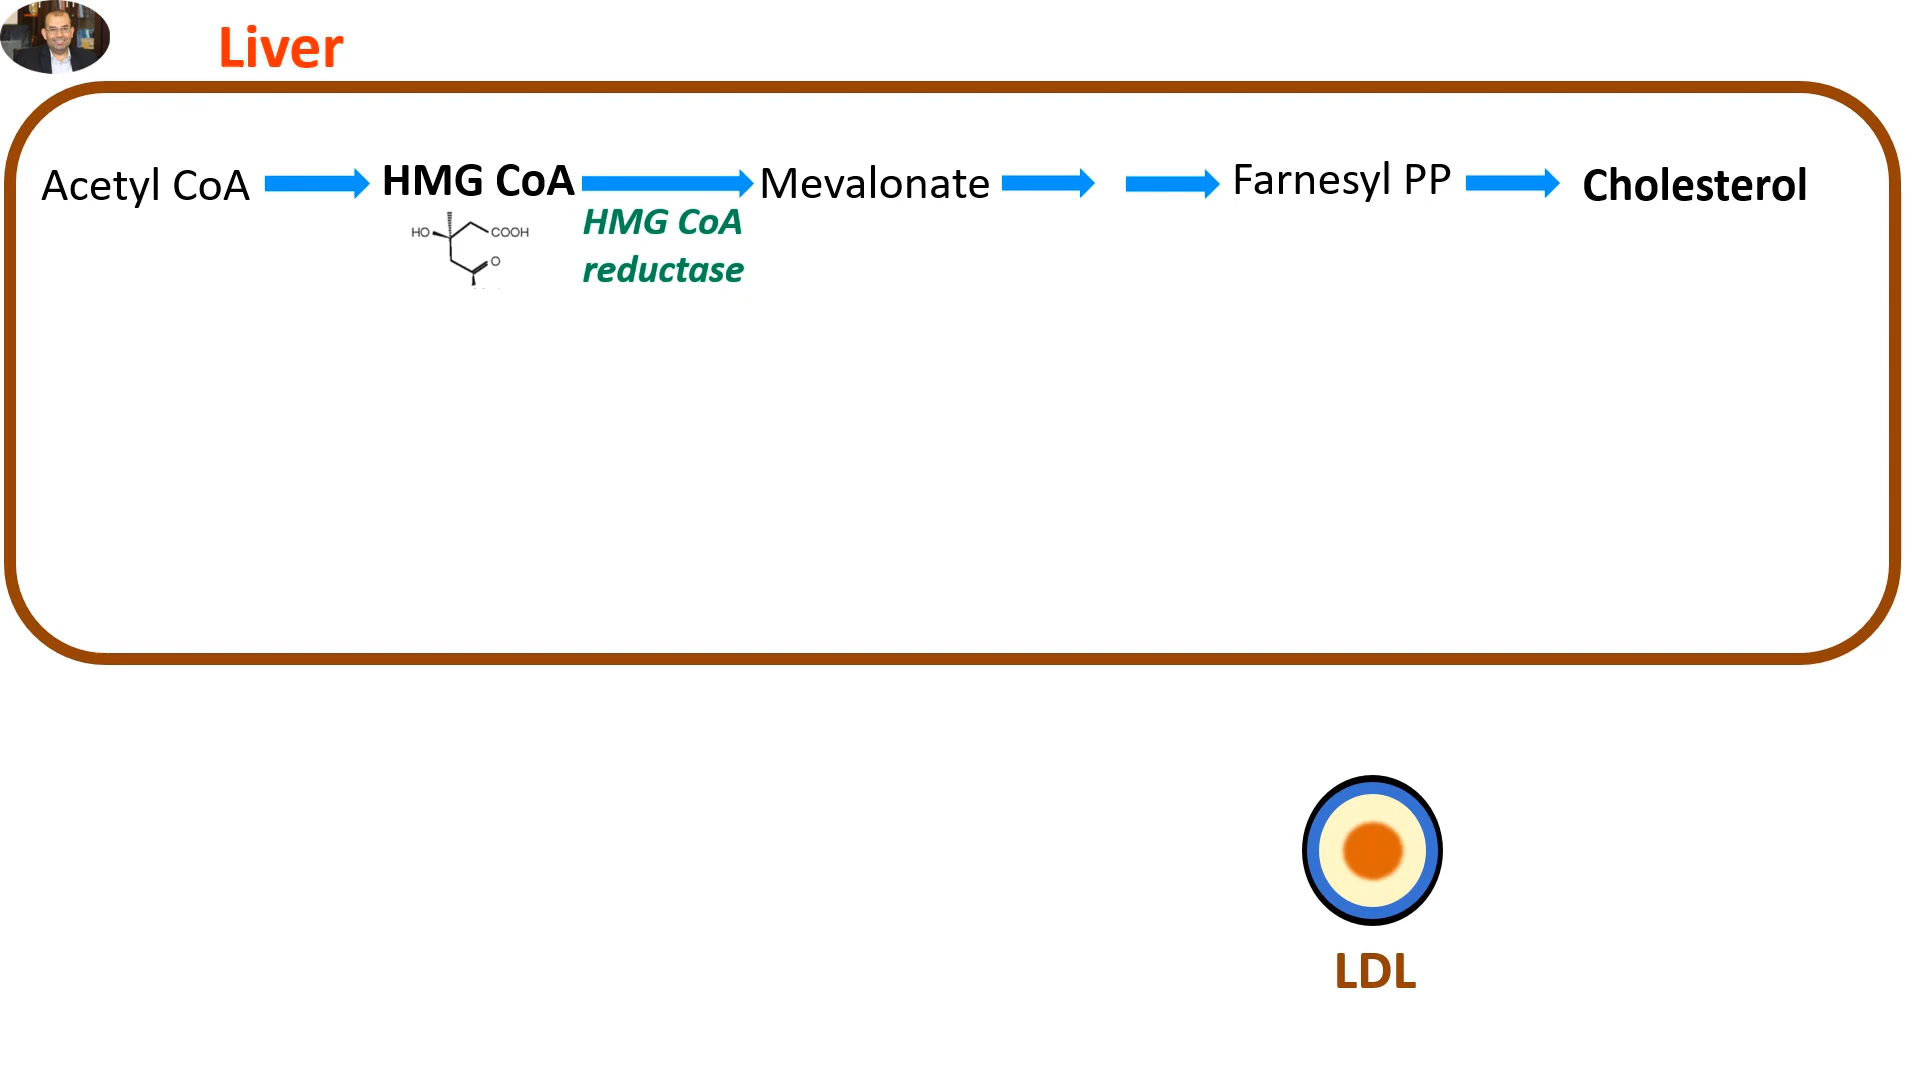 Liver
Acetyl CoA HMG CoA Mevalonate Farnesyl PP Cholesterol
HMG CoA
reductase
HO COOH
O
LDL